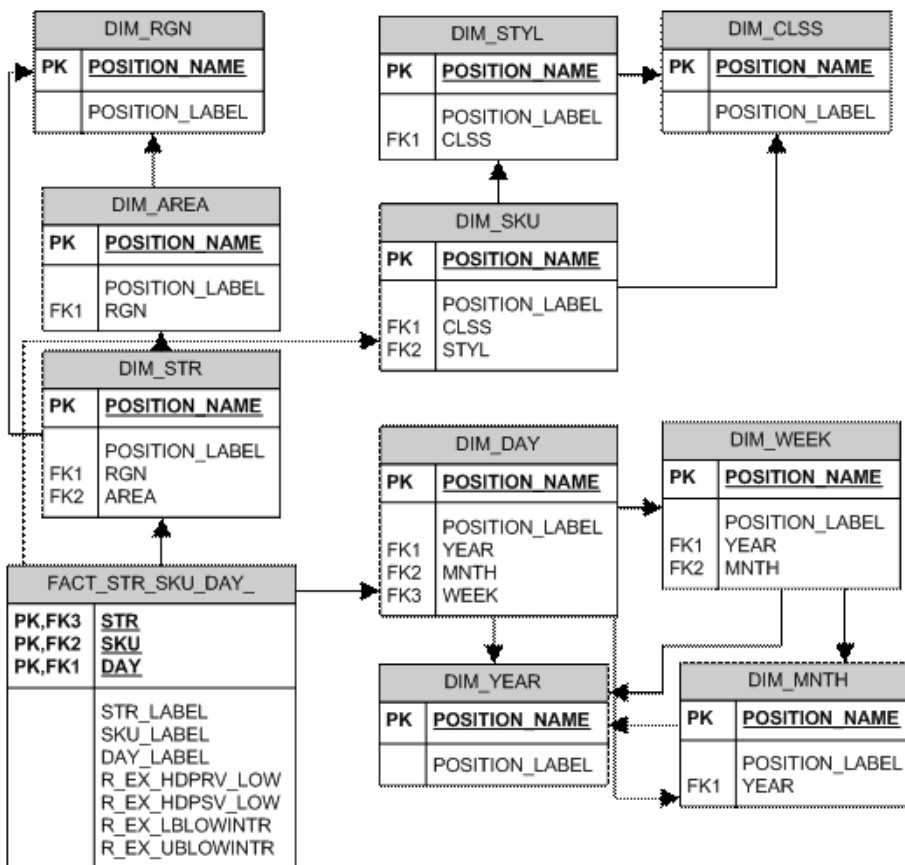 DIM_RGN
PK POSITION_NAME
POSITION_LABEL
DIM_STYL
PK POSITION_NAME
POSITION_LABEL
FK1 CLSS
DIM_CLSS
PK POSITION_NAME
POSITION_LABEL
DIM_AREA
PK POSITION_NAME
POSITION_LABEL
FK1 RGN
DIM_SKU
PK POSITION_NAME
POSITION_LABEL
FK1 CLSS
FK2 STYL
DIM_STR
PK POSITION_NAME
POSITION_LABEL
FK1 RGN
FK2 AREA
DIM_DAY
PK POSITION_NAME
POSITION_LABEL
FK1 YEAR
FK2 MNTH
FK3 WEEK
DIM_WEEK
PK POSITION_NAME
POSITION_LABEL
FK1 YEAR
FK2 MNTH
FACT_STR_SKU_DAY_
PK,FK3 STR
PK,FK2 SKU
PK,FK1 DAY
STR_LABEL
SKU_LABEL
DAY_LABEL
R_EX_HDPRV_LOW
R_EX_HDPSV_LOW
R_EX_LBLOWINTR
R_EX_UBLOWINTR
DIM_YEAR
PK POSITION_NAME
POSITION_LABEL
DIM_MNTH
PK POSITION_NAME
POSITION_LABEL
FK1 YEAR